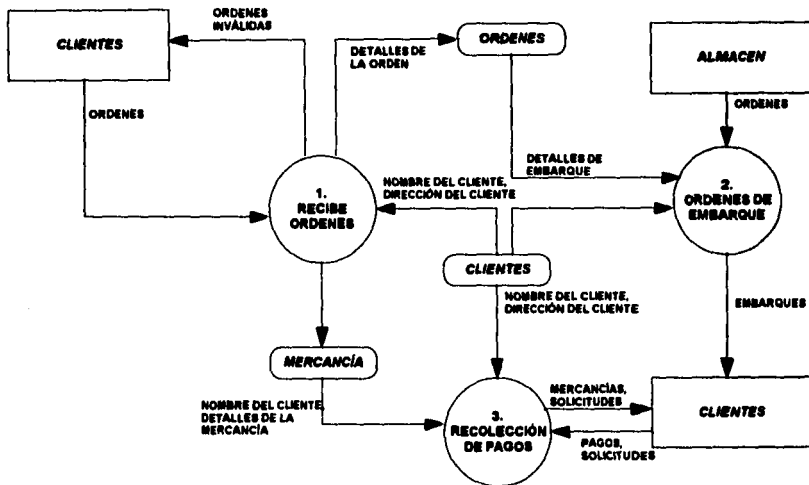 ORDENES
INVÁLIDAS
CLIENTES
ORDENES
DETALLES DE
LA ORDEN
ORDENES
ALMACEN
ORDENES
1.
RECIBE
ORDENES
NOMBRE DEL CLIENTE,
DIRECCIÓN DEL CLIENTE
DETALLES DE
EMBARQUE
2.
ORDENES DE
EMBARQUE
CLIENTES
NOMBRE DEL CLIENTE,
DIRECCIÓN DEL CLIENTE
EMBARQUES
MERCANCÍA
NOMBRE DEL CLIENTE,
DETALLES DE LA
MERCANCÍA
3.
RECOLECCIÓN
DE PAGOS
MERCANCÍAS,
SOLICITUDES
CLIENTES
PAGOS,
SOLICITUDES